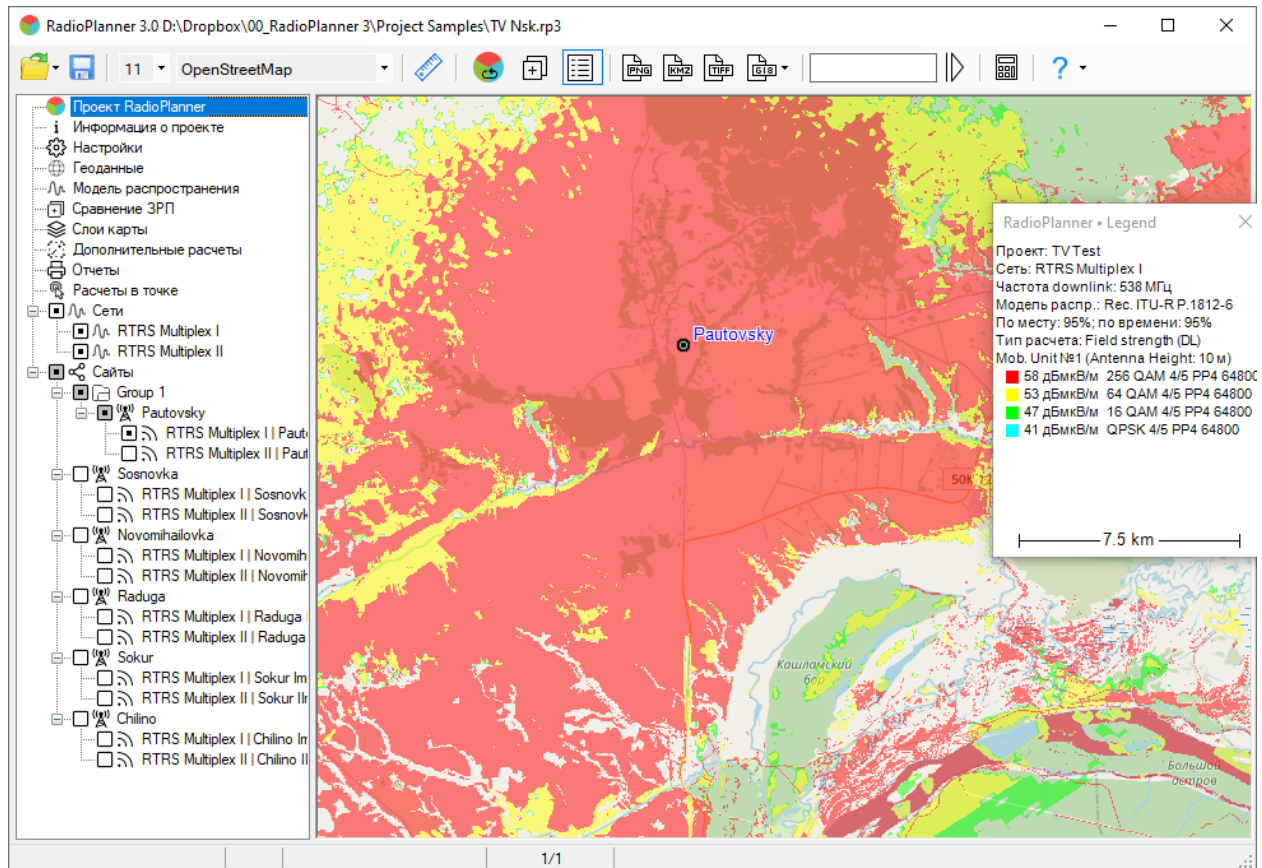 RadioPlanner 3.0 D:\Dropbox\00_RadioPlanner 3\Project Samples\TV Nsk.rp3
11 OpenStreetMap
PNG KMZ TIFF GIS
Проект RadioPlanner
Информация о проекте
Настройки
Геоданные
Модель распространения
Сравнение ЗРП
Слои карты
Дополнительные расчеты
Отчеты
Расчеты в точке
Сети
RTRS Multiplex I
RTRS Multiplex II
Сайты
Group 1
Pautovsky
RTRS Multiplex I | Paut
RTRS Multiplex II | Paut
Sosnovka
RTRS Multiplex I | Sosnovk
RTRS Multiplex II | Sosnovk
Novomihailovka
RTRS Multiplex I | Novomih
RTRS Multiplex II | Novomih
Raduga
RTRS Multiplex I | Raduga
RTRS Multiplex II | Raduga
Sokur
RTRS Multiplex I | Sokur Im
RTRS Multiplex II | Sokur IIr
Chilino
RTRS Multiplex I | Chilino Im
RTRS Multiplex II | Chilino II
Pautovsky
50К
Кашламский
бор
Большой
остров
RadioPlanner • Legend
Проект: TV Test
Сеть: RTRS Multiplex I
Частота downlink: 538 МГц
Модель распр.: Rec. ITU-R P.1812-6
По месту: 95%; по времени: 95%
Тип расчета: Field strength (DL)
Mob. Unit №1 (Antenna Height: 10 м)
58 дБмкВ/м 256 QAM 4/5 PP4 64800
53 дБмкВ/м 64 QAM 4/5 PP4 64800
47 дБмкВ/м 16 QAM 4/5 PP4 64800
41 дБмкВ/м QPSK 4/5 PP4 64800
7.5 km
1/1